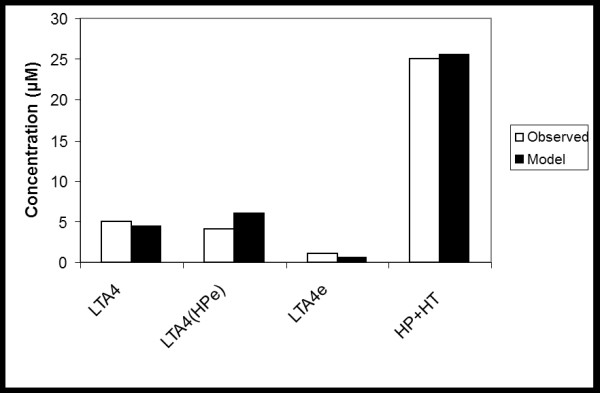 30
25
20
15
10
5
0
Concentration (µM)
LTA4
LTA4(HPe)
LTA4e
HP+HT
Observed
Model